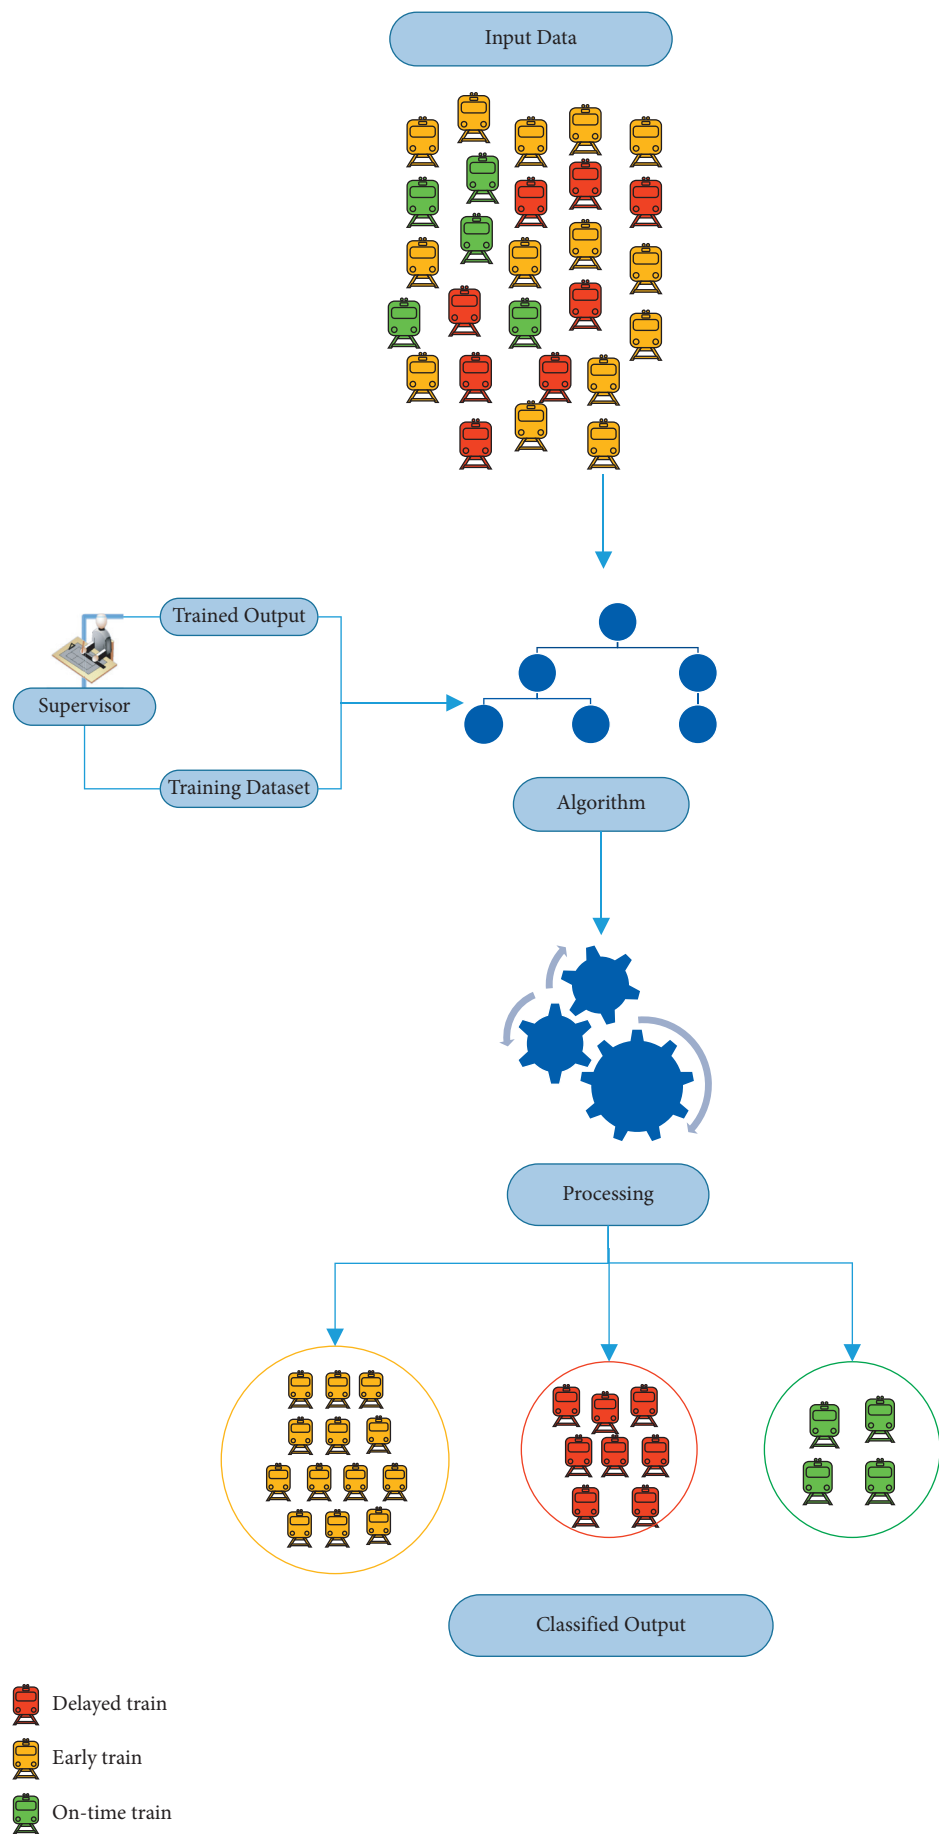 Input Data
Trained Output
Supervisor
Training Dataset
Algorithm
Processing
Classified Output
Delayed train
Early train
On-time train